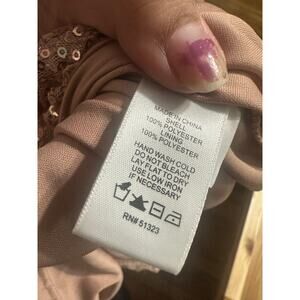 MADE IN CHINA
SHELL
100% POLYESTER
LINING
100% POLYESTER
HAND WASH COLD
DO NOT BLEACH
LAY FLAT TO DRY
USE LOW IRON
IF NECESSARY
RN# 51323